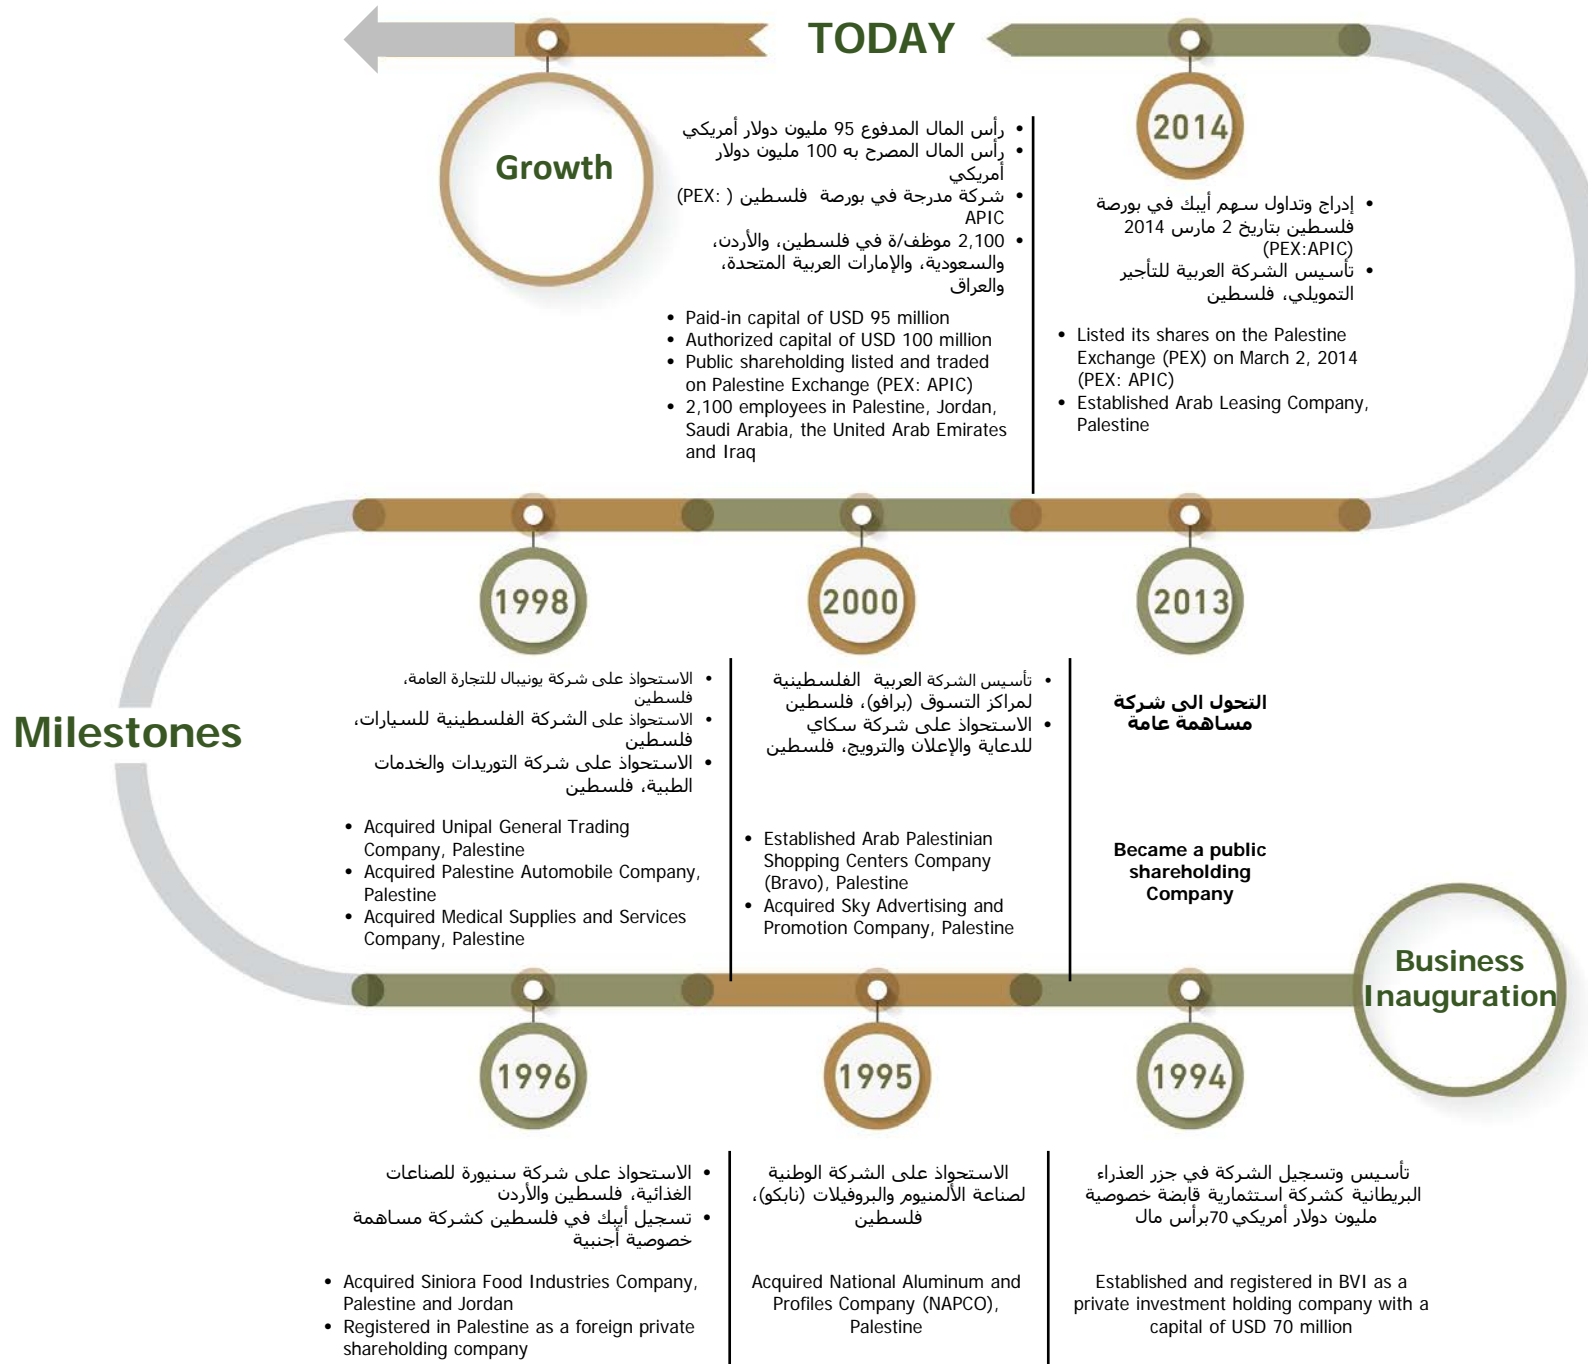 TODAY
Growth
• رأس المال المدفوع 95 مليون دولار أمريكي
• رأس المال المصرح به 100 مليون دولار
أمريكي
• شركة مدرجة في بورصة فلسطين ( :PEX)
APIC
• 2,100 موظف/ة في فلسطين، والأردن،
والسعودية، والإمارات العربية المتحدة،
والعراق
• Paid-in capital of USD 95 million
• Authorized capital of USD 100 million
• Public shareholding listed and traded
on Palestine Exchange (PEX: APIC)
• 2,100 employees in Palestine, Jordan,
Saudi Arabia, the United Arab Emirates
and Iraq
2014
• إدراج وتداول سهم أيبك في بورصة
فلسطين بتاريخ 2 مارس 2014
(PEX:APIC)
• تأسيس الشركة العربية للتأجير
التمويلي، فلسطين
• Listed its shares on the Palestine
Exchange (PEX) on March 2, 2014
(PEX: APIC)
• Established Arab Leasing Company,
Palestine
Milestones
1998
• الاستحواذ على شركة يونيبال للتجارة العامة،
فلسطين
• الاستحواذ على الشركة الفلسطينية للسيارات،
فلسطين
• الاستحواذ على شركة التوريدات والخدمات
الطبية، فلسطين
• Acquired Unipal General Trading
Company, Palestine
• Acquired Palestine Automobile Company,
Palestine
• Acquired Medical Supplies and Services
Company, Palestine
2000
• تأسيس الشركة العربية الفلسطينية
لمراكز التسوق (برافو)، فلسطين
• الاستحواذ على شركة سكاي
للدعاية والإعلان والترويج، فلسطين
• Established Arab Palestinian
Shopping Centers Company
(Bravo), Palestine
• Acquired Sky Advertising and
Promotion Company, Palestine
2013
التحول الى شركة
مساهمة عامة
Became a public
shareholding
Company
Business
Inauguration
1996
• الاستحواذ على شركة سنيورة للصناعات
الغذائية، فلسطين والأردن
• تسجيل أيبك في فلسطين كشركة مساهمة
خصوصية أجنبية
• Acquired Siniora Food Industries Company,
Palestine and Jordan
• Registered in Palestine as a foreign private
shareholding company
1995
الاستحواذ على الشركة الوطنية
لصناعة الألمنيوم والبروفيلات (نابكو)،
فلسطين
Acquired National Aluminum and
Profiles Company (NAPCO),
Palestine
1994
تأسيس وتسجيل الشركة في جزر العذراء
البريطانية كشركة استثمارية قابضة خصوصية
مليون دولار أمريكي 70برأس مال
Established and registered in BVI as a
private investment holding company with a
capital of USD 70 million